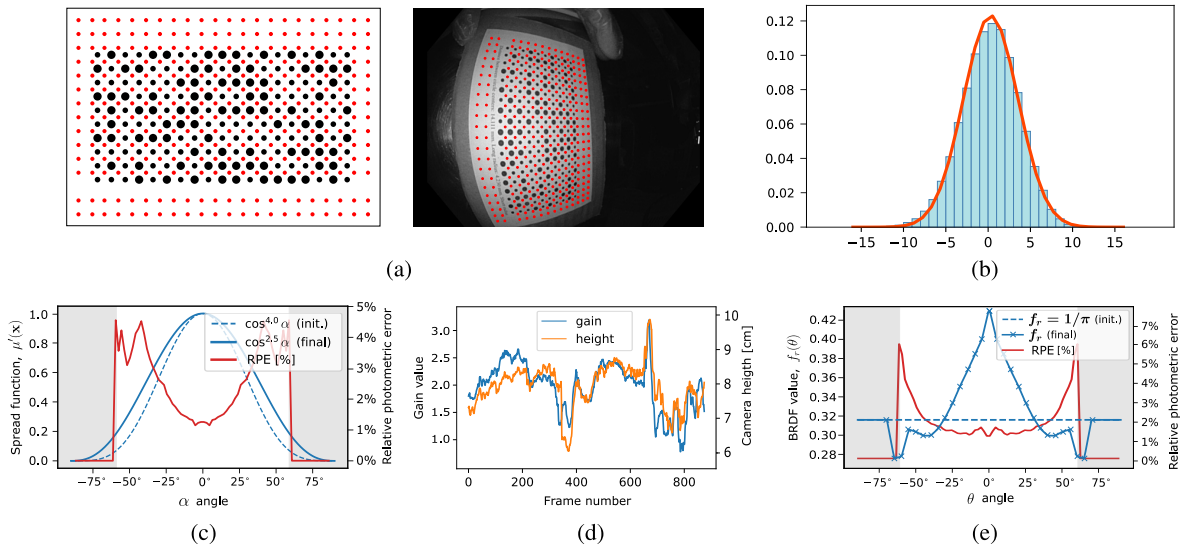 (a)
0.12
0.10
0.08
0.06
0.04
0.02
0.00
−15 −10 −5 0 5 10 15
(b)
Spread function, μ′(x)
1.0
0.8
0.6
0.4
0.2
0.0
cos^4,0 α (init.)
cos^2,5 α (final)
RPE [%]
5%
4%
3%
2%
1%
0%
Relative photometric error
−75° −50° −25° 0° 25° 50° 75°
α angle
(c)
Gain value
3.0
2.5
2.0
1.5
1.0
gain
height
10
9
8
7
6
Camera heigth [cm]
0 200 400 600 800
Frame number
(d)
BRDF value, f_r(θ)
0.42
0.40
0.38
0.36
0.34
0.32
0.30
0.28
f_r = 1/π (init.)
f_r (final)
RPE [%]
7%
6%
5%
4%
3%
2%
1%
0%
Relative photometric error
−75° −50° −25° 0° 25° 50° 75°
θ angle
(e)